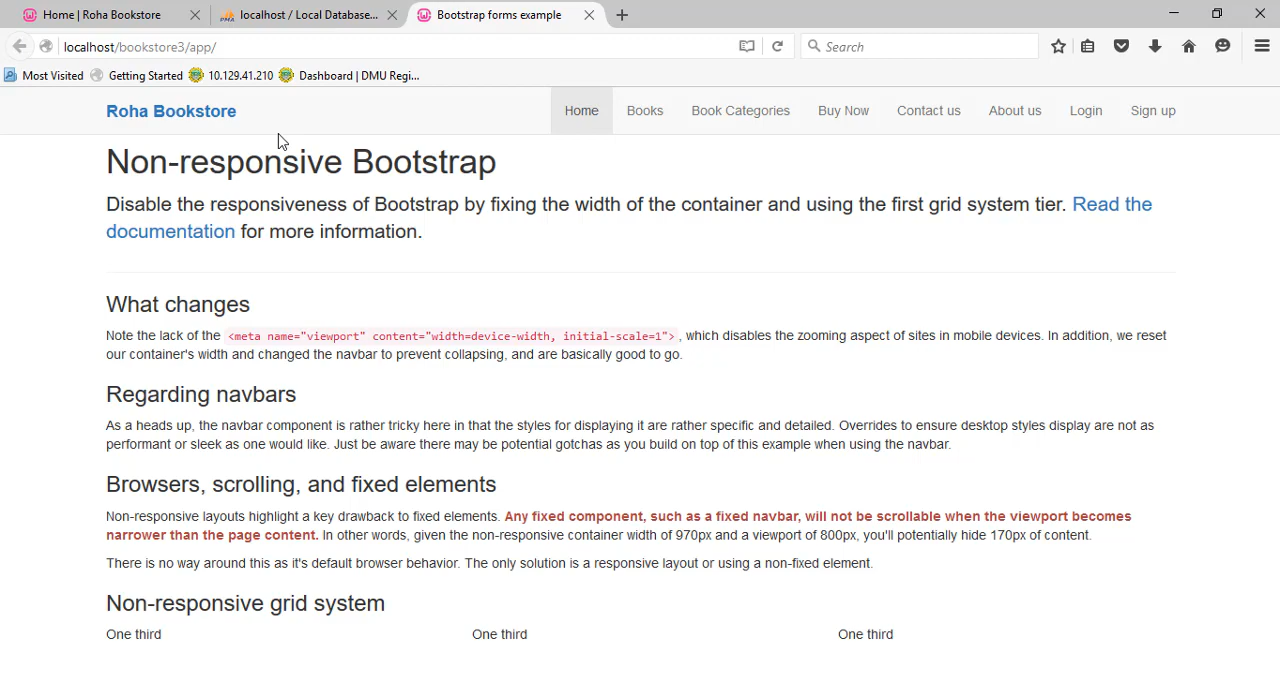 Home | Roha Bookstore
localhost / Local Database...
Bootstrap forms example
localhost/bookstore3/app/
Search
Most Visited
Getting Started
10.129.41.210
Dashboard | DMU Regi...
Roha Bookstore
Home
Books
Book Categories
Buy Now
Contact us
About us
Login
Sign up
Non-responsive Bootstrap
Disable the responsiveness of Bootstrap by fixing the width of the container and using the first grid system tier. Read the
documentation for more information.
What changes
Note the lack of the <meta name="viewport" content="width=device-width, initial-scale=1">, which disables the zooming aspect of sites in mobile devices. In addition, we reset
our container's width and changed the navbar to prevent collapsing, and are basically good to go.
Regarding navbars
As a heads up, the navbar component is rather tricky here in that the styles for displaying it are rather specific and detailed. Overrides to ensure desktop styles display are not as
performant or sleek as one would like. Just be aware there may be potential gotchas as you build on top of this example when using the navbar.
Browsers, scrolling, and fixed elements
Non-responsive layouts highlight a key drawback to fixed elements. Any fixed component, such as a fixed navbar, will not be scrollable when the viewport becomes
narrower than the page content. In other words, given the non-responsive container width of 970px and a viewport of 800px, you'll potentially hide 170px of content.
There is no way around this as it's default browser behavior. The only solution is a responsive layout or using a non-fixed element.
Non-responsive grid system
One third
One third
One third